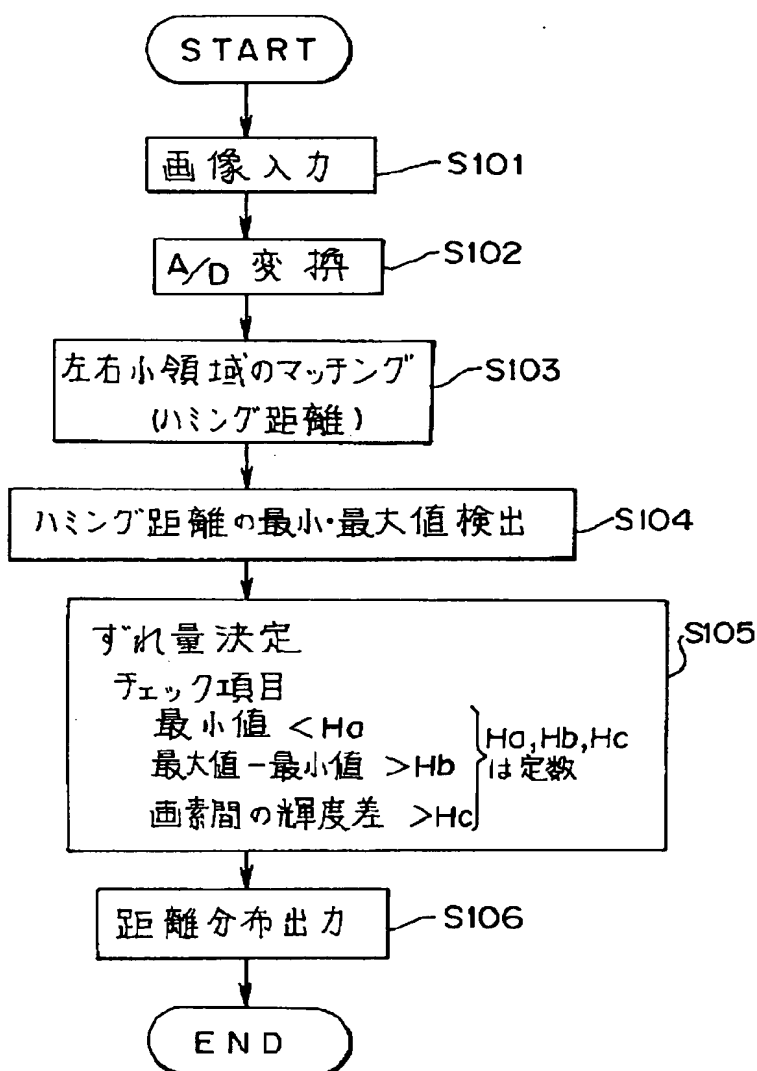 START
画像入力
S101
A/D 変換
S102
左右小領域のマッチング
(ハミング距離)
S103
ハミング距離の最小・最大値検出
S104
ずれ量決定
チェック項目
最小値 <Ha
最大値-最小値 >Hb
画素間の輝度差 >Hc
Ha,Hb,Hc
は定数
S105
距離分布出力
S106
END